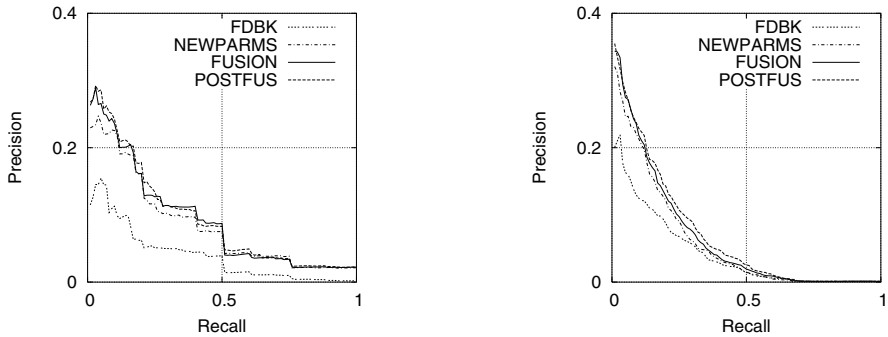 0.4
FDBK
NEWPARMS
FUSION
POSTFUS
Precision
0.2
0
0
0.5
1
Recall
0.4
FDBK
NEWPARMS
FUSION
POSTFUS
Precision
0.2
0
0
0.5
1
Recall